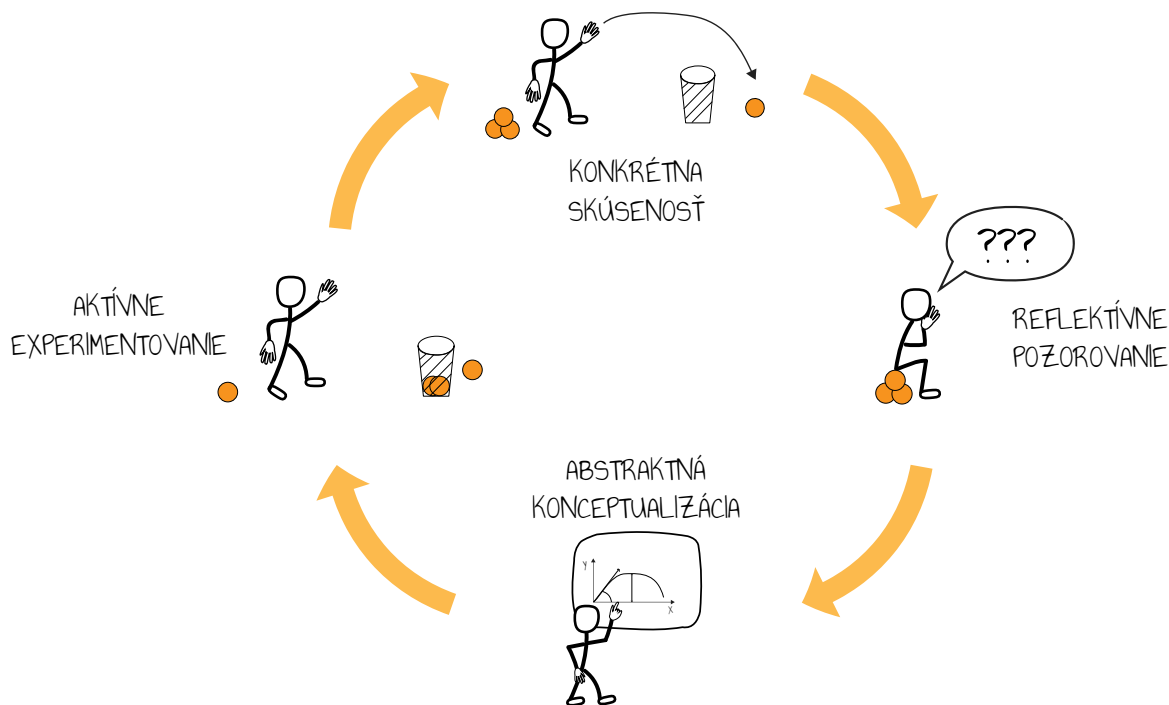 KONKRÉTNA
SKÚSENOSŤ
???
REFLEKTÍVNE
POZOROVANIE
ABSTRAKTNÁ
KONCEPTUALIZÁCIA
Y
X
AKTÍVNE
EXPERIMENTOVANIE